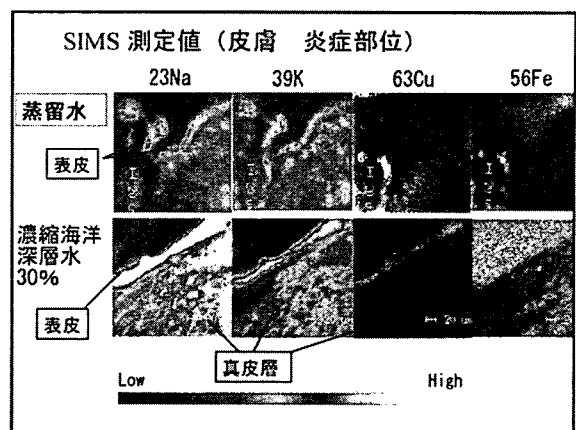 SIMS 測定値（皮膚　炎症部位）
23Na 39K 63Cu 56Fe
蒸留水
表皮
濃縮海洋
深層水
30%
表皮
真皮層
Low High